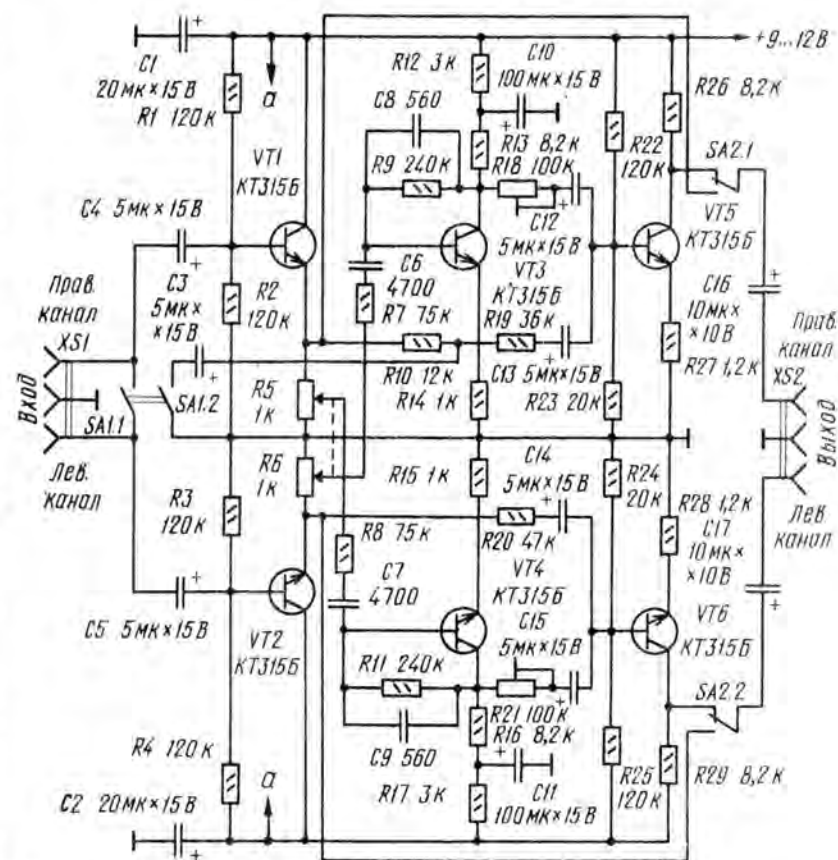 +9...12В
C1
20мк×15В
R1 120к
R12 3к
C10
100мк×15В
R26 8,2к
C8 560
a
VT1
КТ315Б
R13 8,2к
R9 240к
R18 100к
R22
120к
SA2.1
C4 5мк×15В
C12
5мк×15В
VT5
КТ315Б
C3
5мк×
×15В
R2
120к
C6
4700
VT3
КТ315Б
C16
10мк×
×10В
Прав.
канал
XS1
R7 75к
R19 36к
Прав.
канал
XS2
R27 1,2к
R10 12к
C13 5мк×15В
Вход
SA1.1
SA1.2
R5
1к
R14 1к
R23 20к
Выход
Лев.
канал
R6
1к
R15 1к
C14
5мк×15В
R24
20к
R3
120к
R28 1,2к
C17
10мк×
×10В
Лев.
канал
R8 75к
R20 47к
C7
4700
VT4
КТ315Б
C5 5мк×15В
VT2
КТ315Б
C15
5мк×15В
VT6
КТ315Б
R11 240к
SA2.2
R21 100к
R4 120к
C9 560
R16 8,2к
a
R17 3к
C11
100мк×15В
R25
120к
R29 8,2к
C2 20мк×15В